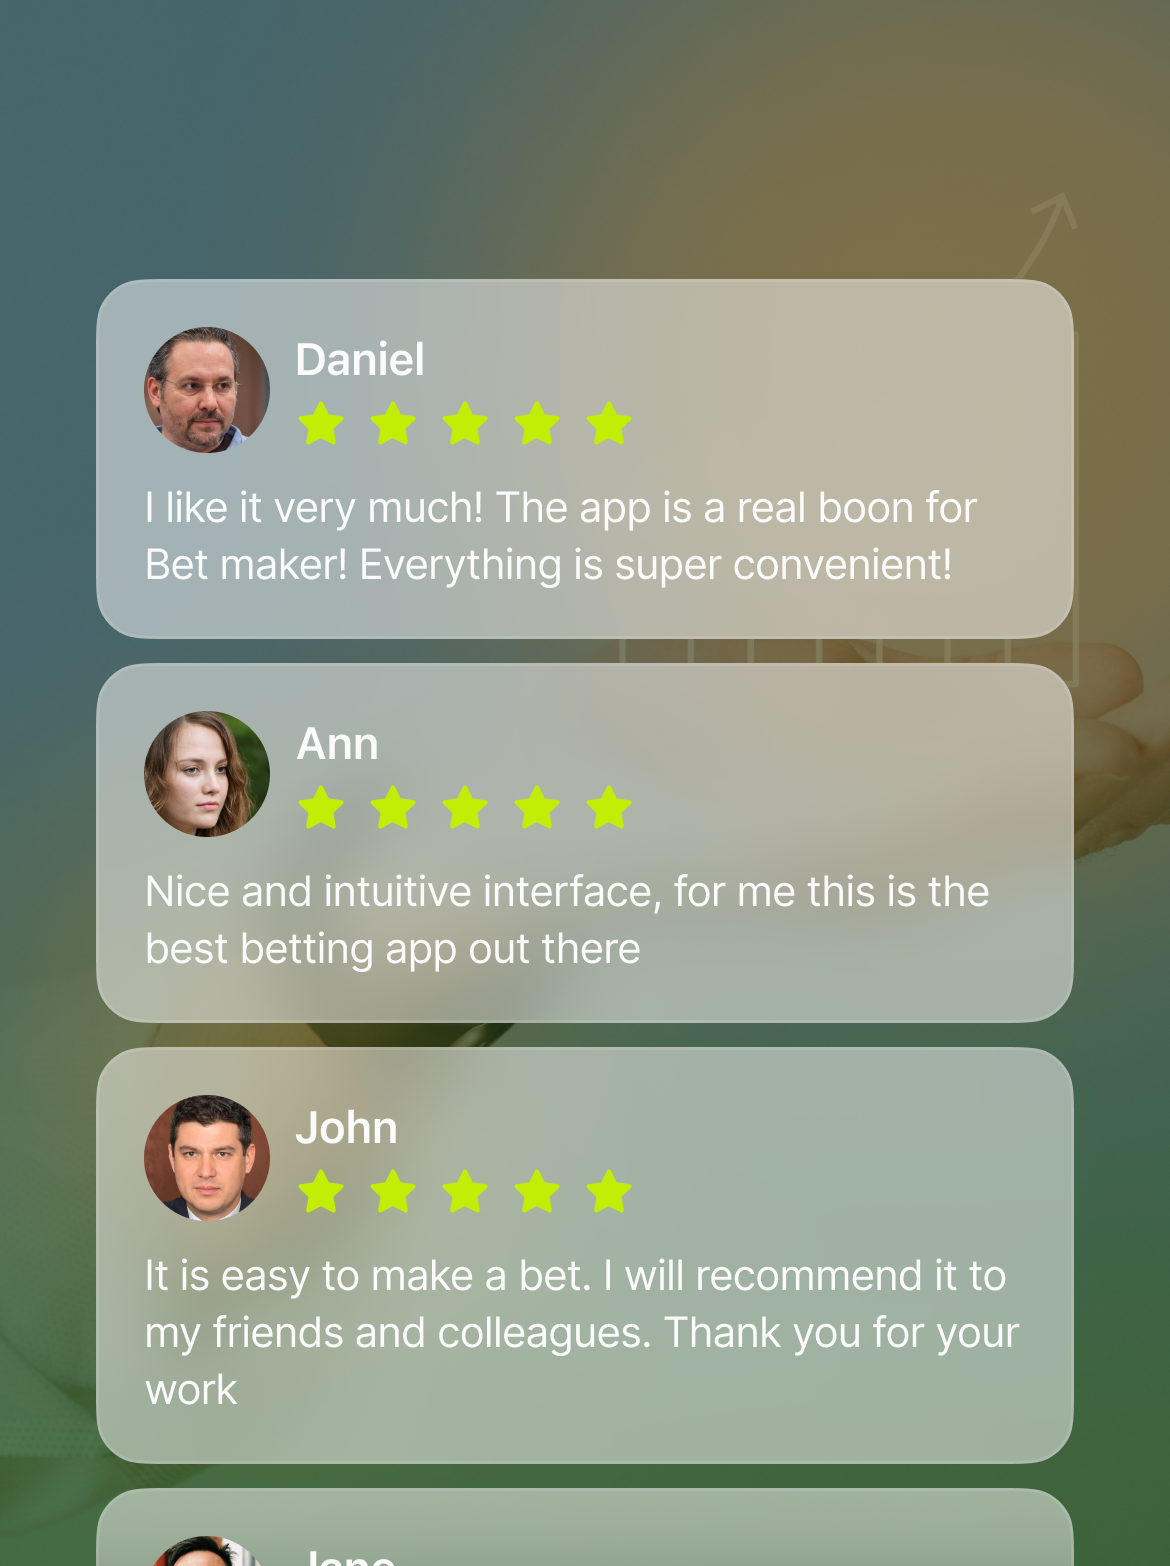 Daniel
I like it very much! The app is a real boon for
Bet maker! Everything is super convenient!
Ann
Nice and intuitive interface, for me this is the
best betting app out there
John
It is easy to make a bet. I will recommend it to
my friends and colleagues. Thank you for your
work